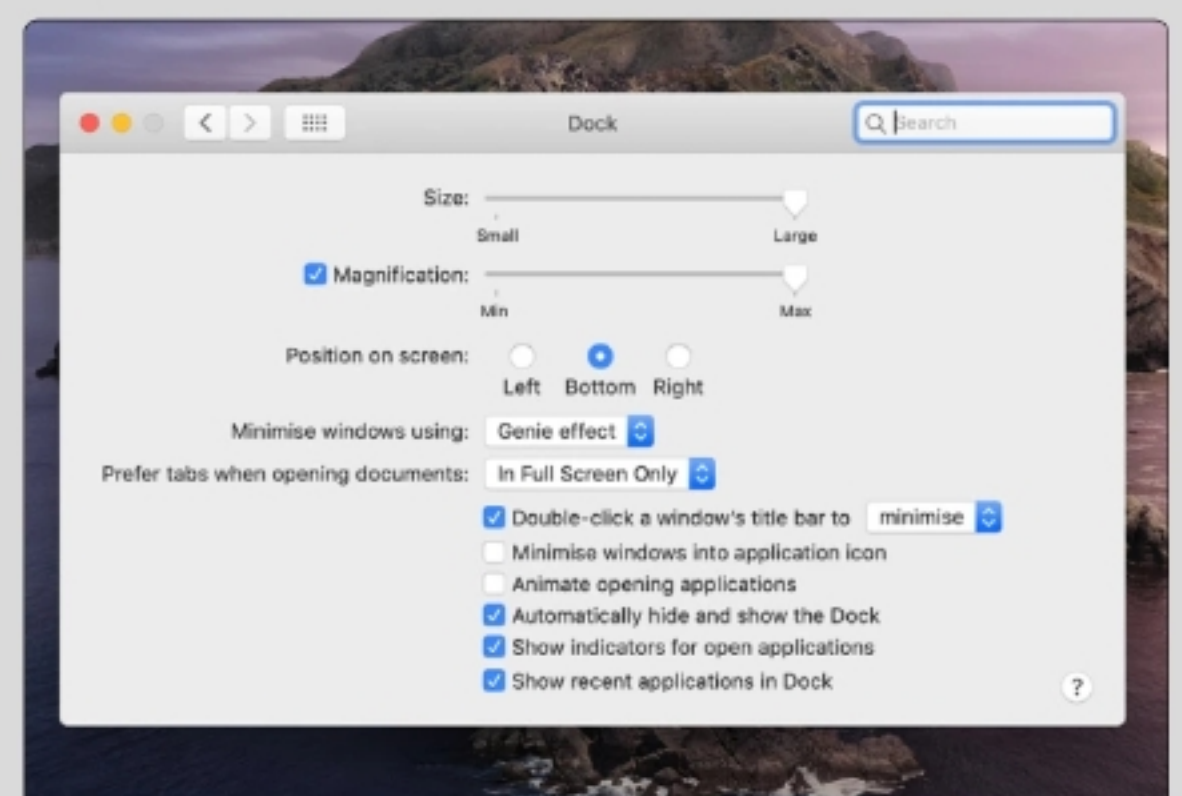 Dock
Search
Size:
Small Large
Magnification:
Min Max
Position on screen:
Left Bottom Right
Minimise windows using: Genie effect
Prefer tabs when opening documents: In Full Screen Only
Double-click a window's title bar to minimise
Minimise windows into application icon
Animate opening applications
Automatically hide and show the Dock
Show indicators for open applications
Show recent applications in Dock
?